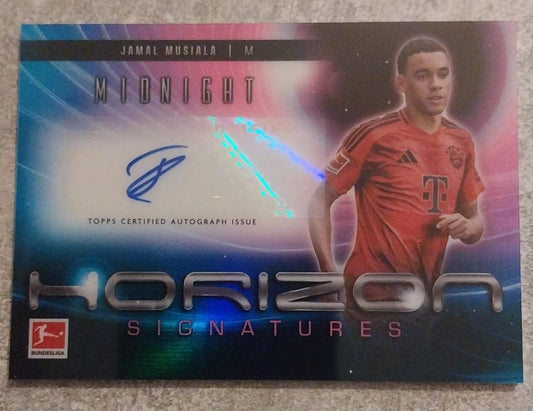 JAMAL MUSIALA | M
MIDNIGHT
TOPPS CERTIFIED AUTOGRAPH ISSUE
T
HORIZON
SIGNATURES
BUNDESLIGA